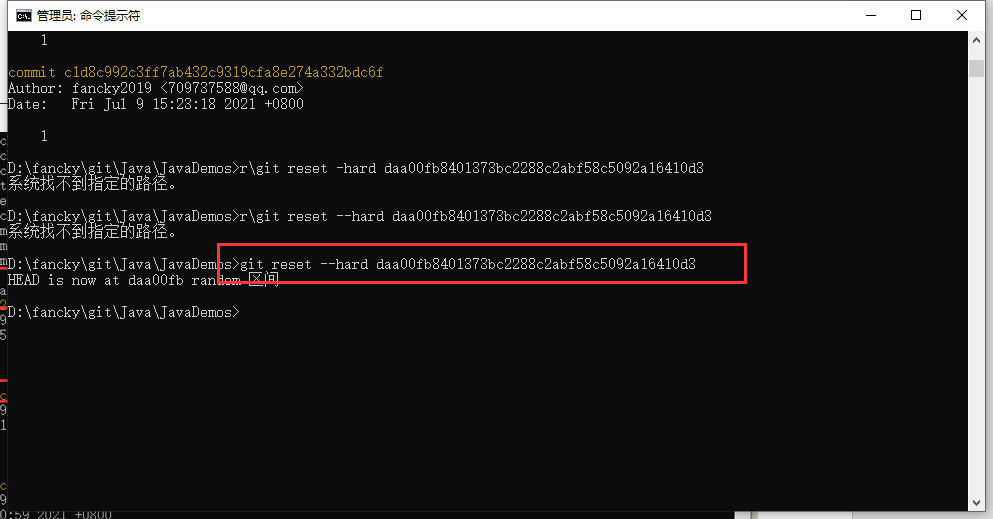 管理员: 命令提示符
1
commit c1d8c992c3ff7ab432c9319cfa8e274a332bdc6f
Author: fancky2019 <709737588@qq.com>
Date:   Fri Jul 9 15:23:18 2021 +0800
1
D:\fancky\git\Java\JavaDemos>r\git reset -hard daa00fb8401373bc2288c2abf58c5092a16410d3
系统找不到指定的路径。
D:\fancky\git\Java\JavaDemos>r\git reset --hard daa00fb8401373bc2288c2abf58c5092a16410d3
系统找不到指定的路径。
D:\fancky\git\Java\JavaDemos>git reset --hard daa00fb8401373bc2288c2abf58c5092a16410d3
HEAD is now at daa00fb random 区间
D:\fancky\git\Java\JavaDemos>
0:59 2021 +0800